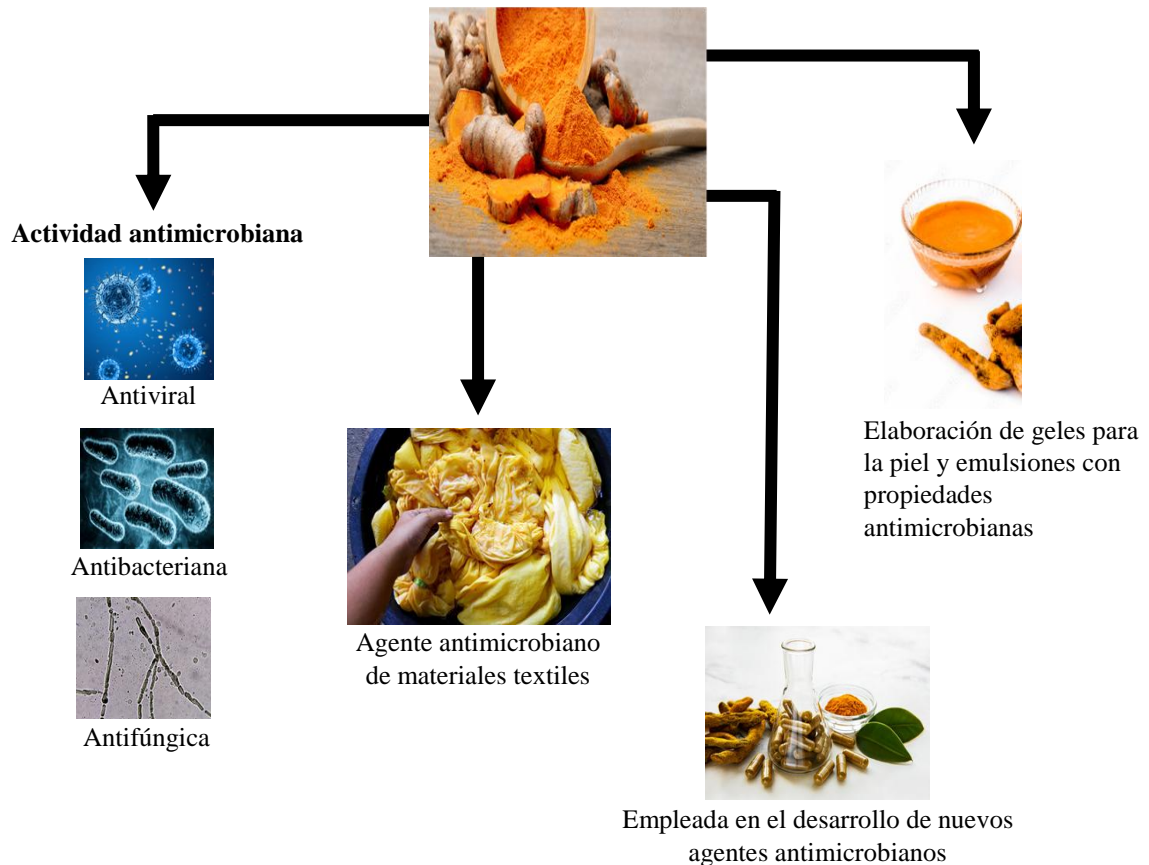 Actividad antimicrobiana
Antiviral
Antibacteriana
Antifúngica
Agente antimicrobiano
de materiales textiles
Elaboración de geles para
la piel y emulsiones con
propiedades
antimicrobianas
Empleada en el desarrollo de nuevos
agentes antimicrobianos